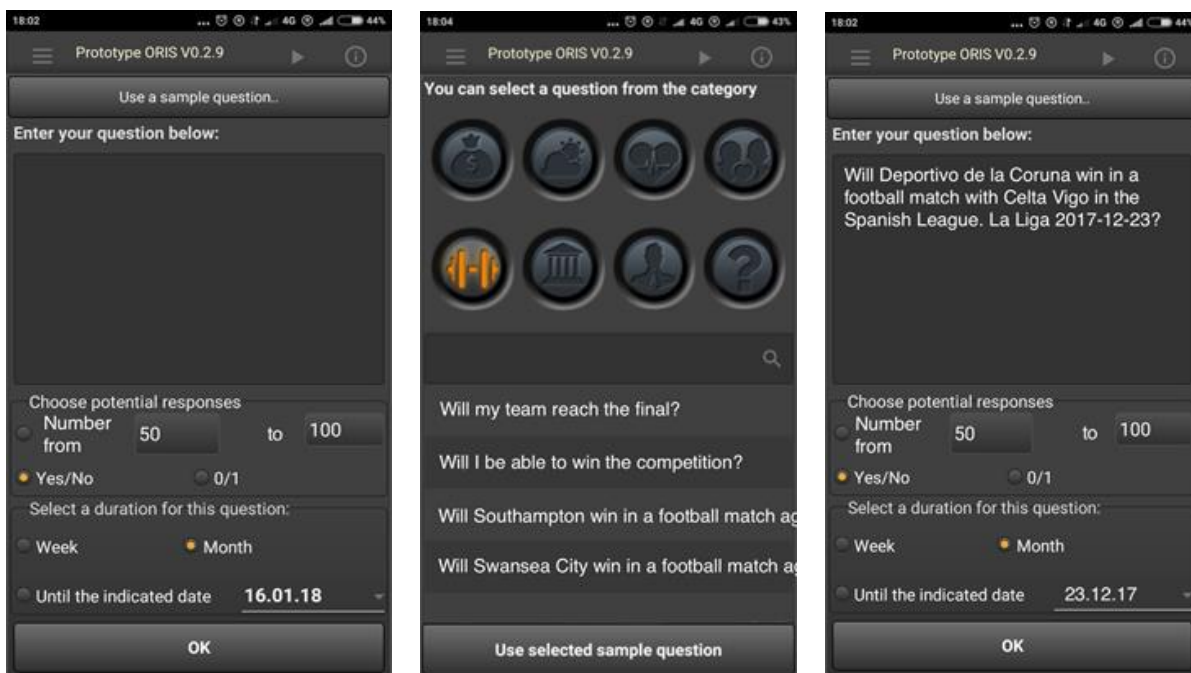 18:02 ... 4G 44%
Prototype ORIS V0.2.9
Use a sample question..
Enter your question below:
Choose potential responses
Number from 50 to 100
Yes/No 0/1
Select a duration for this question:
Week Month
Until the indicated date 16.01.18
OK
18:04 ... 4G 43%
Prototype ORIS V0.2.9
You can select a question from the category
Will my team reach the final?
Will I be able to win the competition?
Will Southampton win in a football match ag
Will Swansea City win in a football match ag
Use selected sample question
18:02 ... 4G 44%
Prototype ORIS V0.2.9
Use a sample question..
Enter your question below:
Will Deportivo de la Coruna win in a
football match with Celta Vigo in the
Spanish League. La Liga 2017-12-23?
Choose potential responses
Number from 50 to 100
Yes/No 0/1
Select a duration for this question:
Week Month
Until the indicated date 23.12.17
OK